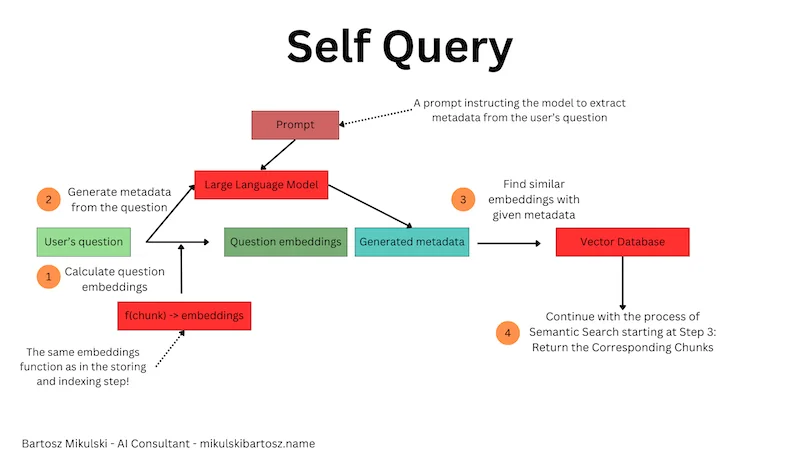 Self Query
A prompt instructing the model to extract
metadata from the user's question
Prompt
Large Language Model
2
Generate metadata
from the question
3
Find similar
embeddings with
given metadata
User's question
Question embeddings
Generated metadata
Vector Database
1
Calculate question
embeddings
f(chunk) -> embeddings
4
Continue with the process of
Semantic Search starting at Step 3:
Return the Corresponding Chunks
The same embeddings
function as in the storing
and indexing step!
Bartosz Mikulski - AI Consultant - mikulskibartosz.name